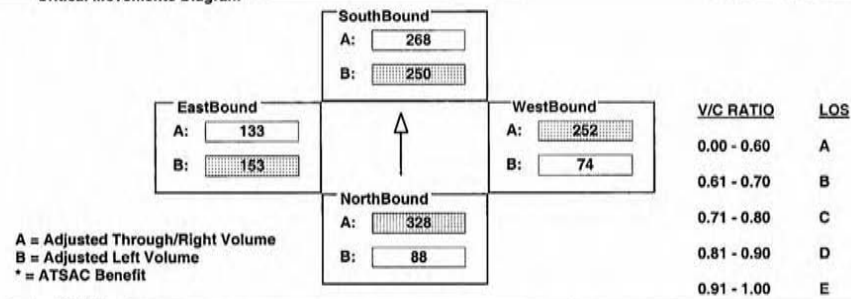 Critical Movements Diagram
SouthBound
A: 268
B: 250
EastBound
A: 133
B: 153
WestBound
A: 252
B: 74
NorthBound
A: 328
B: 88
A = Adjusted Through/Right Volume
B = Adjusted Left Volume
* = ATSAC Benefit
V/C RATIO LOS
0.00 - 0.60 A
0.61 - 0.70 B
0.71 - 0.80 C
0.81 - 0.90 D
0.91 - 1.00 E